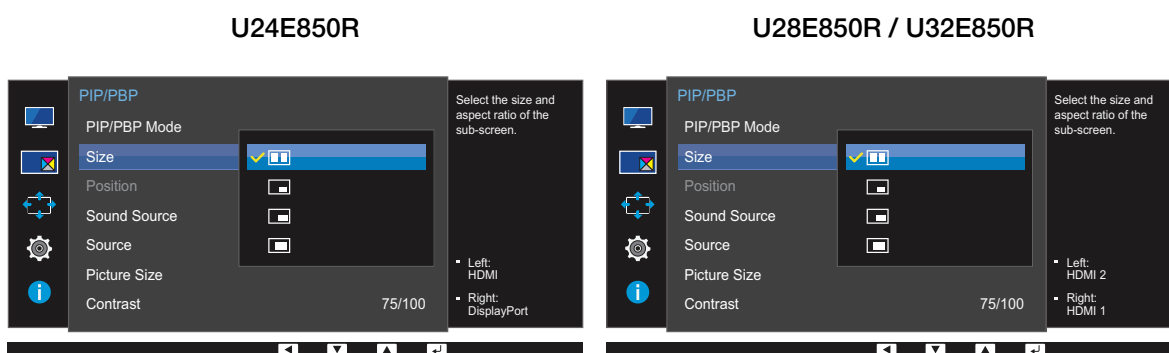 U24E850R
PIP/PBP
PIP/PBP Mode
Size
Position
Sound Source
Source
Picture Size
Contrast 75/100
Select the size and
aspect ratio of the
sub-screen.
Left:
HDMI
Right:
DisplayPort
U28E850R / U32E850R
PIP/PBP
PIP/PBP Mode
Size
Position
Sound Source
Source
Picture Size
Contrast 75/100
Select the size and
aspect ratio of the
sub-screen.
Left:
HDMI 2
Right:
HDMI 1